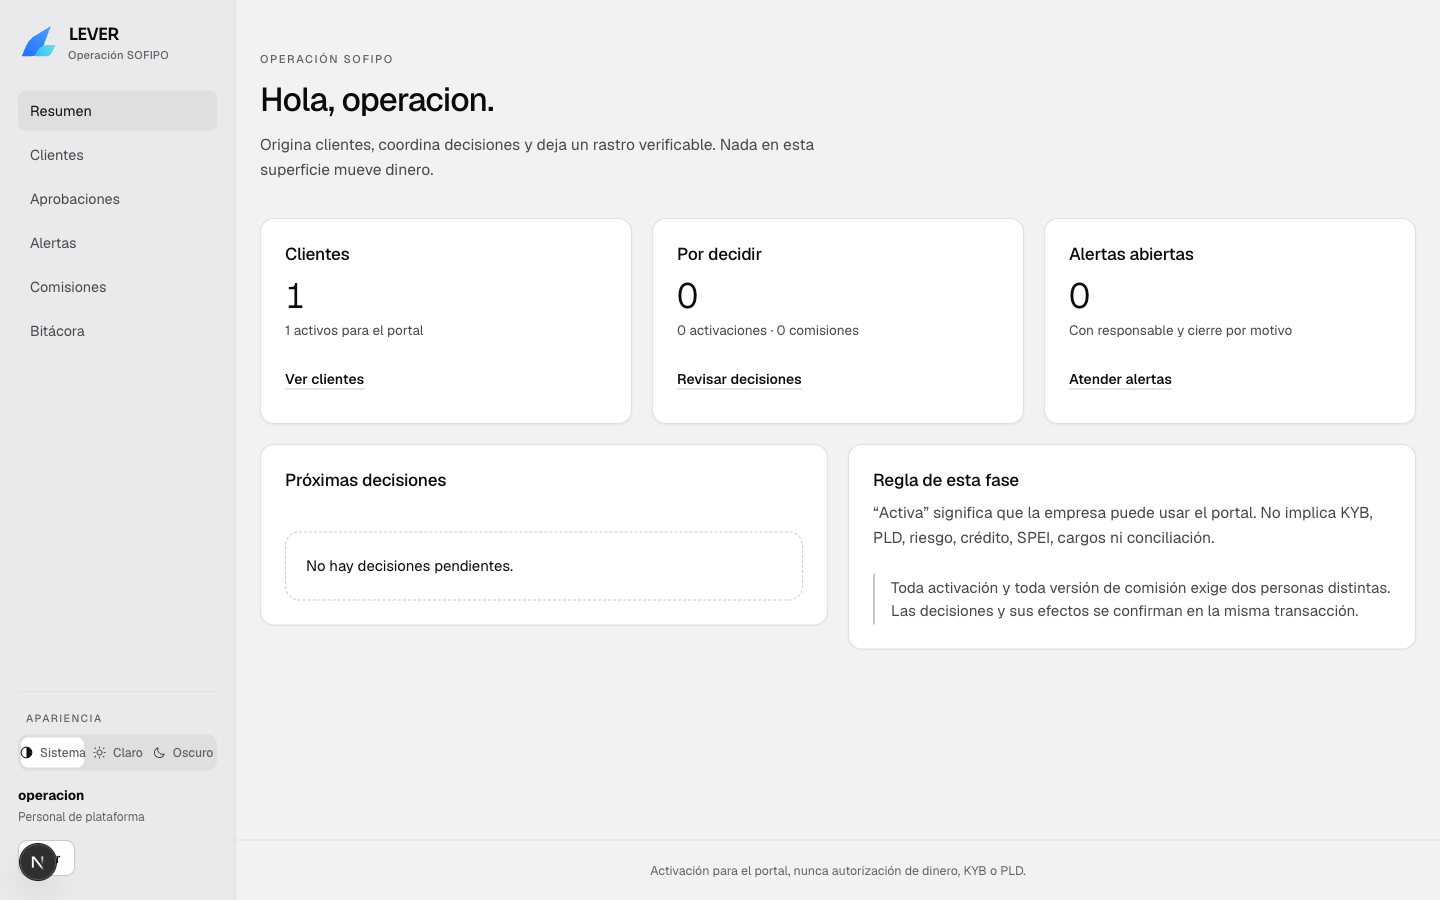 LEVER
Operación SOFIPO
Resumen
Clientes
Aprobaciones
Alertas
Comisiones
Bitácora
APARIENCIA
Sistema
Claro
Oscuro
operacion
Personal de plataforma
N
OPERACIÓN SOFIPO
Hola, operacion.
Origina clientes, coordina decisiones y deja un rastro verificable. Nada en esta
superficie mueve dinero.
Clientes
1
1 activos para el portal
Ver clientes
Por decidir
0
0 activaciones · 0 comisiones
Revisar decisiones
Alertas abiertas
0
Con responsable y cierre por motivo
Atender alertas
Próximas decisiones
No hay decisiones pendientes.
Regla de esta fase
“Activa” significa que la empresa puede usar el portal. No implica KYB,
PLD, riesgo, crédito, SPEI, cargos ni conciliación.
Toda activación y toda versión de comisión exige dos personas distintas.
Las decisiones y sus efectos se confirman en la misma transacción.
Activación para el portal, nunca autorización de dinero, KYB o PLD.